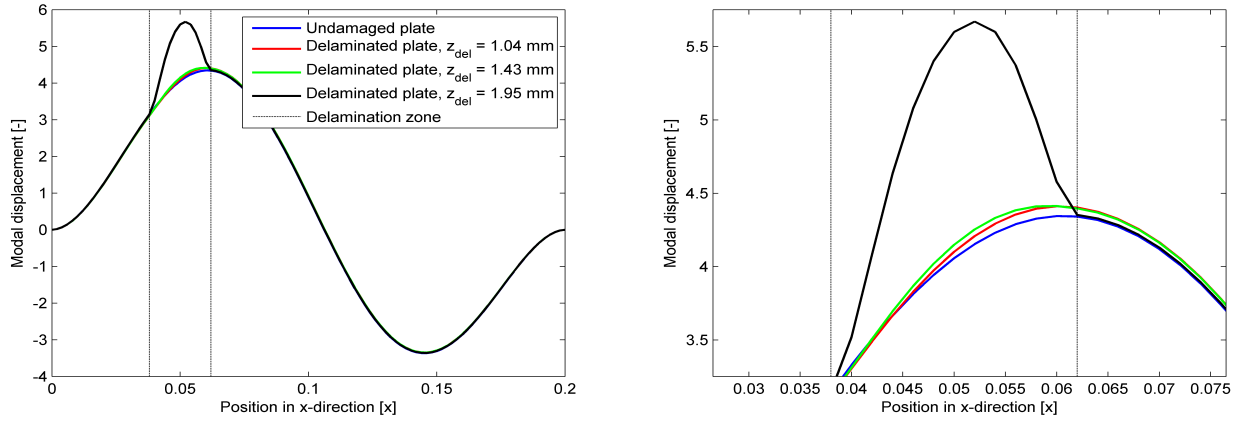 6
5
4
3
2
1
0
-1
-2
-3
-4
Modal displacement [-]
Undamaged plate
Delaminated plate, z_del = 1.04 mm
Delaminated plate, z_del = 1.43 mm
Delaminated plate, z_del = 1.95 mm
Delamination zone
0 0.05 0.1 0.15 0.2
Position in x-direction [x]
5.5
5
4.5
4
3.5
Modal displacement [-]
0.03 0.035 0.04 0.045 0.05 0.055 0.06 0.065 0.07 0.075
Position in x-direction [x]